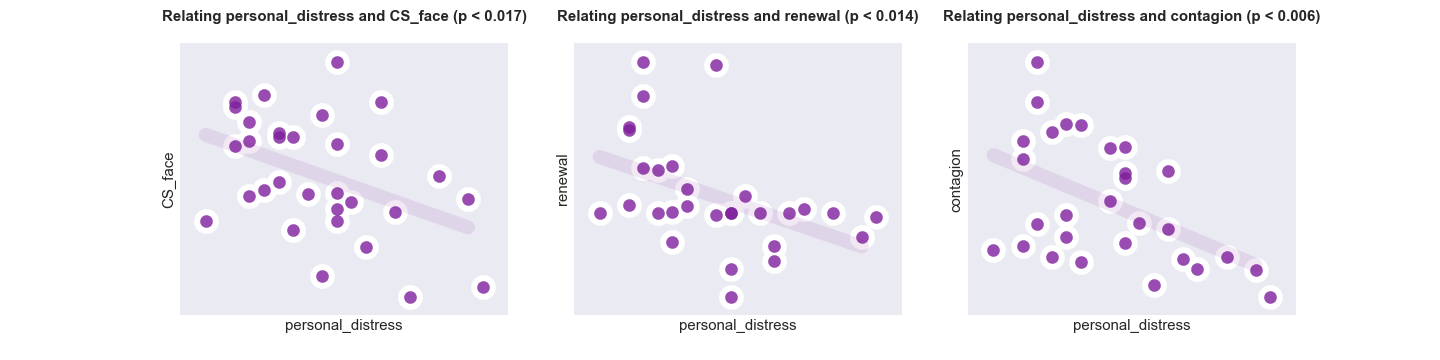 Relating personal_distress and CS_face (p < 0.017)
CS_face
personal_distress
Relating personal_distress and renewal (p < 0.014)
renewal
personal_distress
Relating personal_distress and contagion (p < 0.006)
contagion
personal_distress